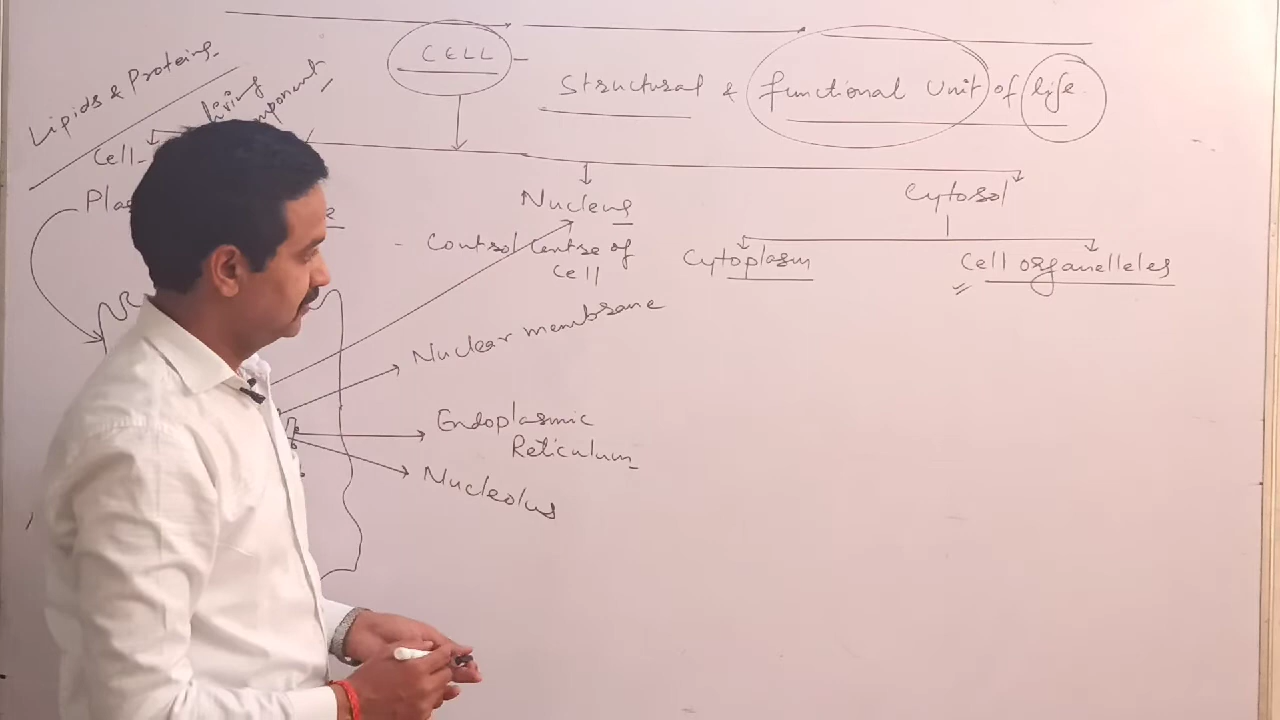 CELL -
Structural & functional Unit of life
Lipids & Proteins
living
Cell
Nucleus
Control Centre of
Cell
Cytosol
Cytoplasm
Cell organelles
Nuclear membrane
Endoplasmic
Reticulum
Nucleolus